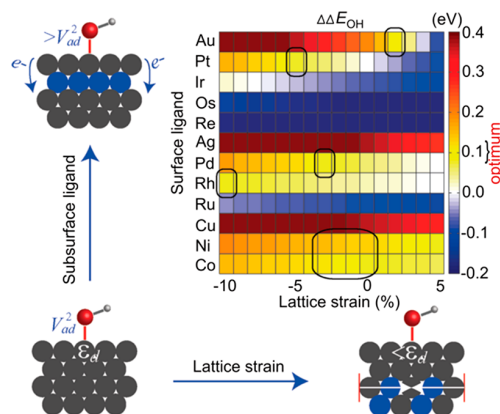 >V²ad
e⁻ e⁻
ΔΔE_OH (eV)
Surface ligand
Au
Pt
Ir
Os
Re
Ag
Pd
Rh
Ru
Cu
Ni
Co
-10 -5 0 5
Lattice strain (%)
0.4
0.3
0.2
0.1
0.0
-0.1
-0.2
} optimum
Subsurface ligand
V²ad
εd
Lattice strain
<εd